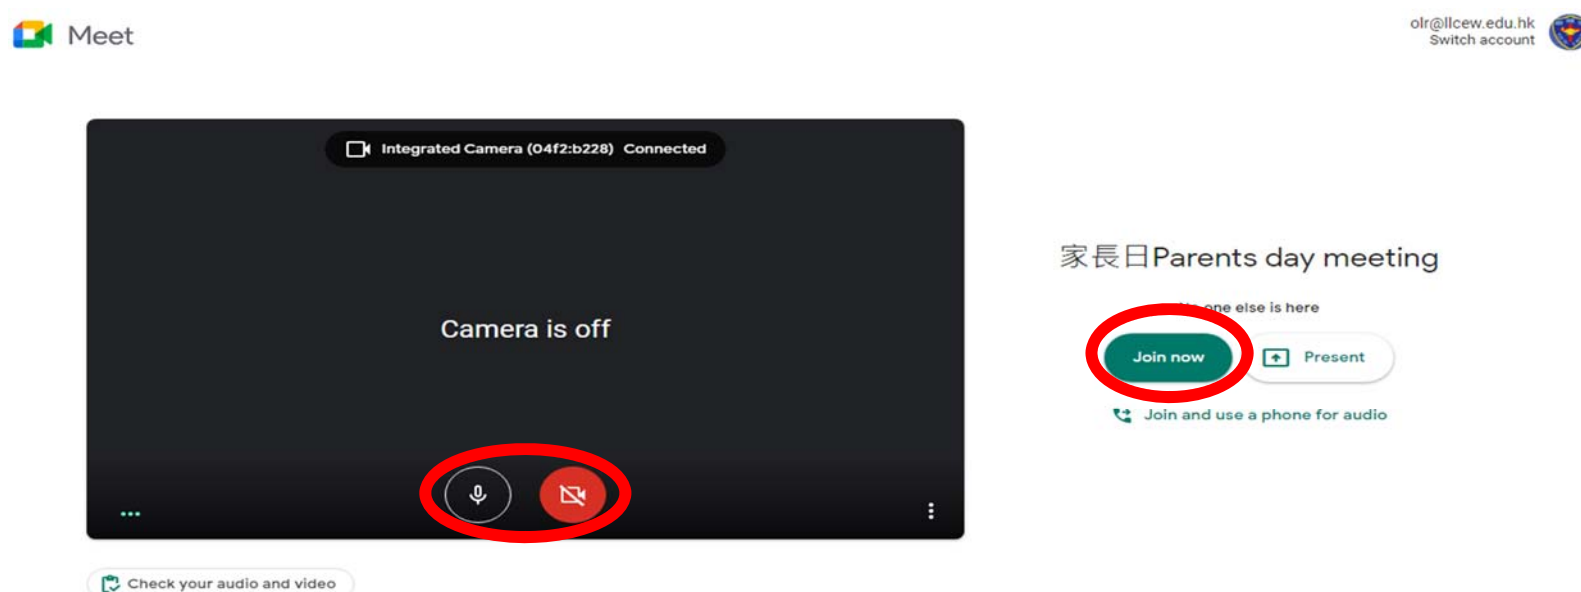 Meet
olr@llcew.edu.hk
Switch account
Integrated Camera (04f2:b228) Connected
Camera is off
家長日Parents day meeting
one else is here
Join now
Present
Join and use a phone for audio
Check your audio and video